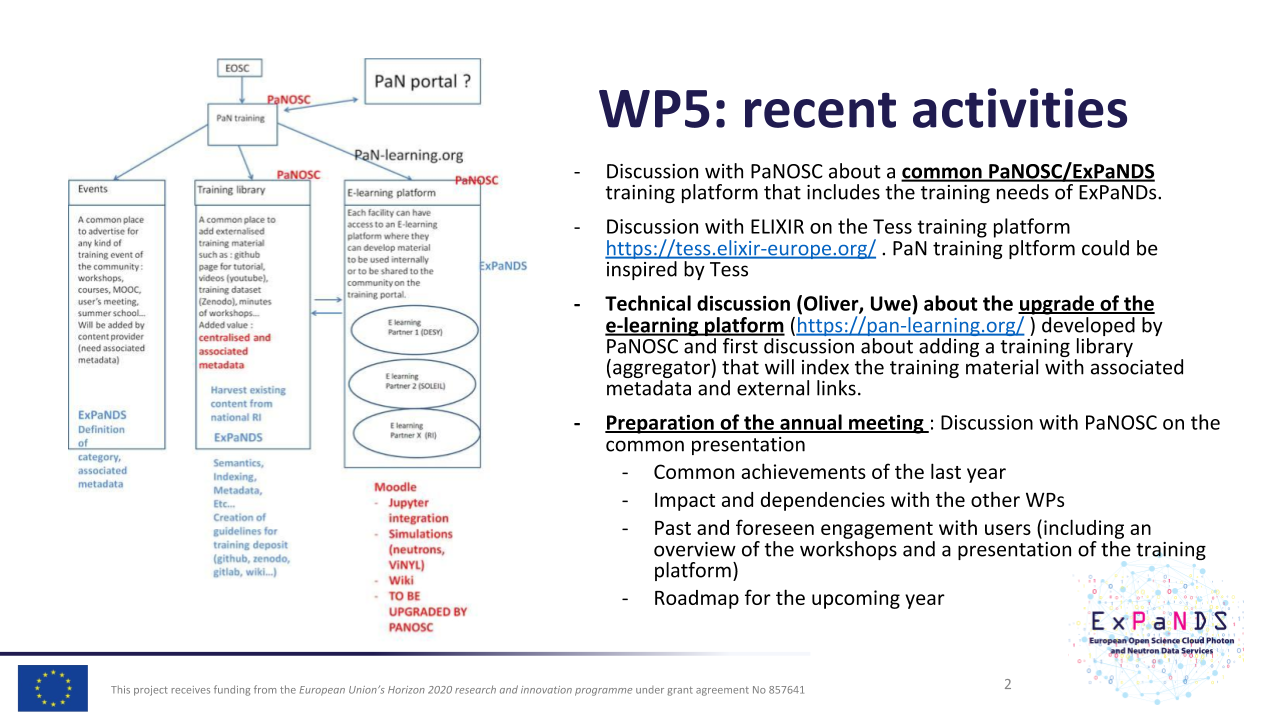 EOSC
PaN portal ?
PaNOSC
PaN training
PaN-learning.org
PaNOSC
PaNOSC
Events
A common place
to advertise for
any kind of
training event of
the community :
workshops,
courses, MOOC,
user's meeting,
summer school...
Will be added by
content provider
(need associated
metadata)
ExPaNDS
Definition
of
category,
associated
metadata
Training library
A common place to
add externalised
training material
such as : github
page for tutorial,
videos (youtube),
training dataset
(Zenodo), minutes
of workshops...
Added value :
centralised and
associated
metadata
Harvest existing
content from
national RI
ExPaNDS
Semantics,
Indexing,
Metadata,
Etc...
Creation of
guidelines for
training deposit
(github, zenodo,
gitlab, wiki...)
E-learning platform
Each facility can have
access to an E-learning
platform where they
can develop material
to be used internally
or to be shared to the
community on the
training portal.
ExPaNDS
E learning
Partner 1 (DESY)
E learning
Partner 2 (SOLEIL)
E learning
Partner X (RI)
Moodle
- Jupyter
integration
- Simulations
(neutrons,
ViNYL)
- Wiki
- TO BE
UPGRADED BY
PANOSC
WP5: recent activities
- Discussion with PaNOSC about a common PaNOSC/ExPaNDS
training platform that includes the training needs of ExPaNDs.
- Discussion with ELIXIR on the Tess training platform
https://tess.elixir-europe.org/ . PaN training pltform could be
inspired by Tess
- Technical discussion (Oliver, Uwe) about the upgrade of the
e-learning platform (https://pan-learning.org/ ) developed by
PaNOSC and first discussion about adding a training library
(aggregator) that will index the training material with associated
metadata and external links.
- Preparation of the annual meeting : Discussion with PaNOSC on the
common presentation
- Common achievements of the last year
- Impact and dependencies with the other WPs
- Past and foreseen engagement with users (including an
overview of the workshops and a presentation of the training
platform)
- Roadmap for the upcoming year
ExPaNDS
European Open Science Cloud Photon
and Neutron Data Services
This project receives funding from the European Union's Horizon 2020 research and innovation programme under grant agreement No 857641
2